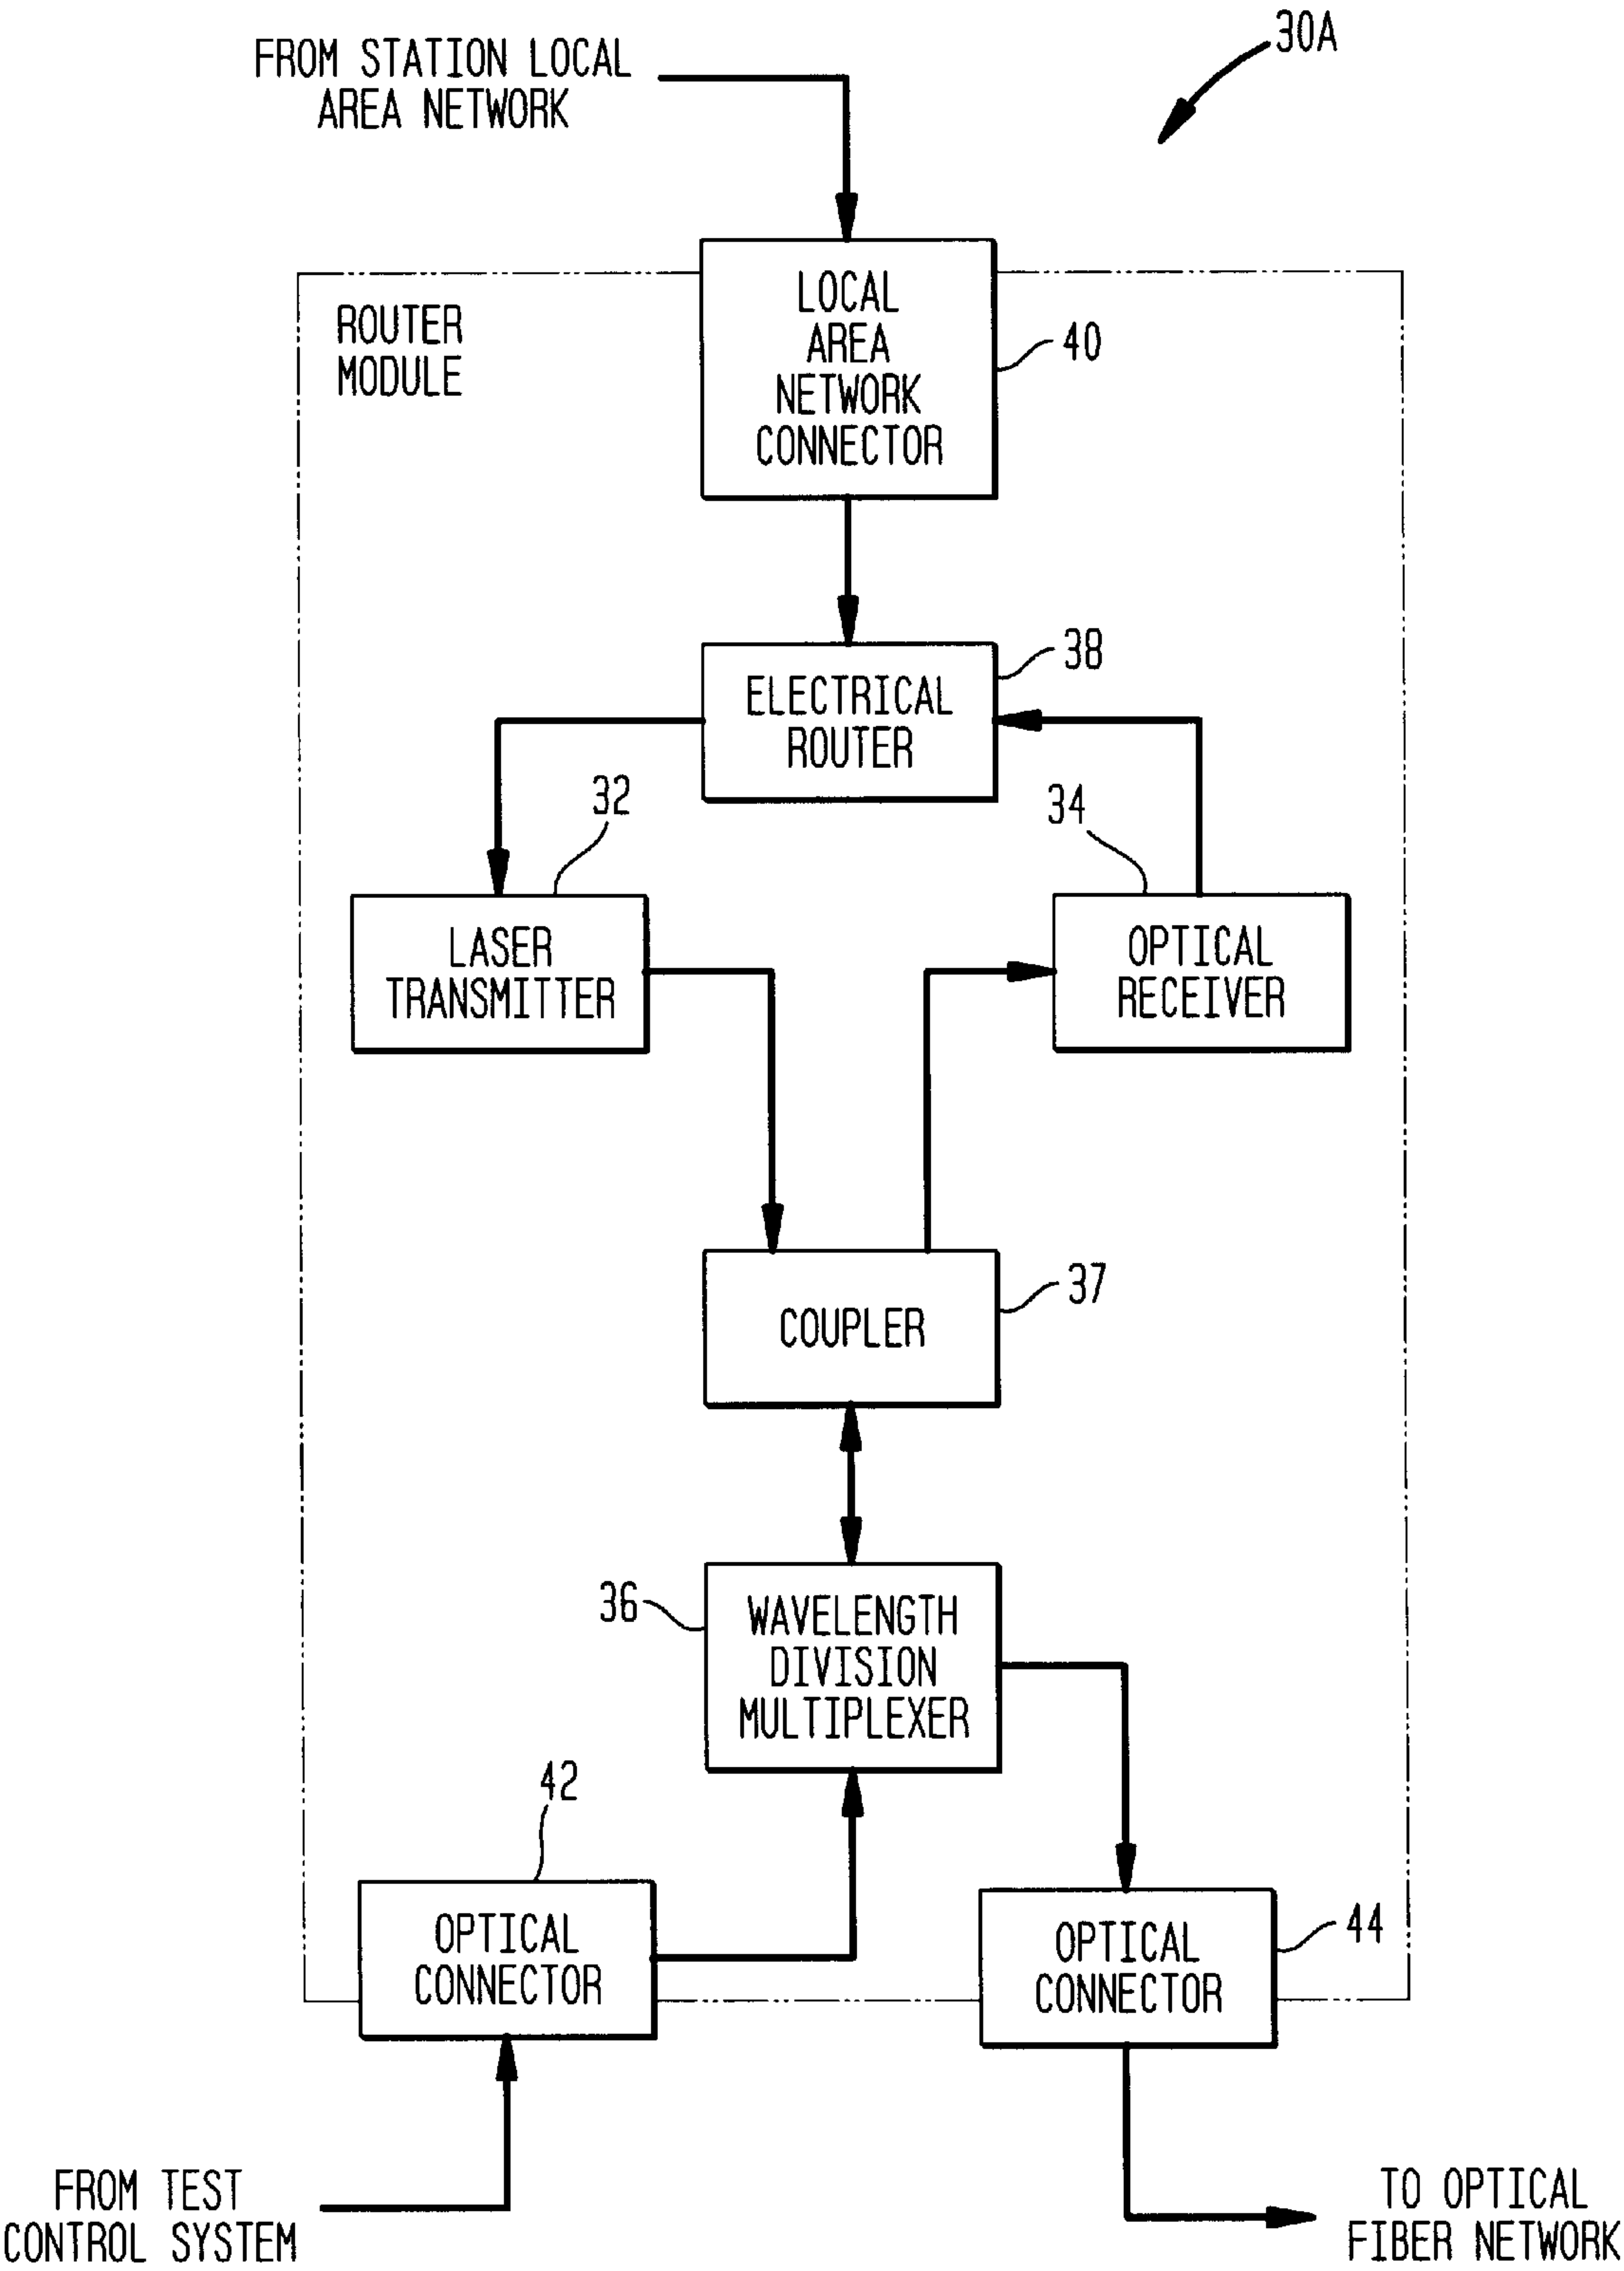 30A
FROM STATION LOCAL
AREA NETWORK
ROUTER
MODULE
LOCAL
AREA
NETWORK
CONNECTOR
40
ELECTRICAL
ROUTER
38
32
34
LASER
TRANSMITTER
OPTICAL
RECEIVER
COUPLER
37
36
WAVELENGTH
DIVISION
MULTIPLEXER
42
OPTICAL
CONNECTOR
OPTICAL
CONNECTOR
44
FROM TEST
CONTROL SYSTEM
TO OPTICAL
FIBER NETWORK